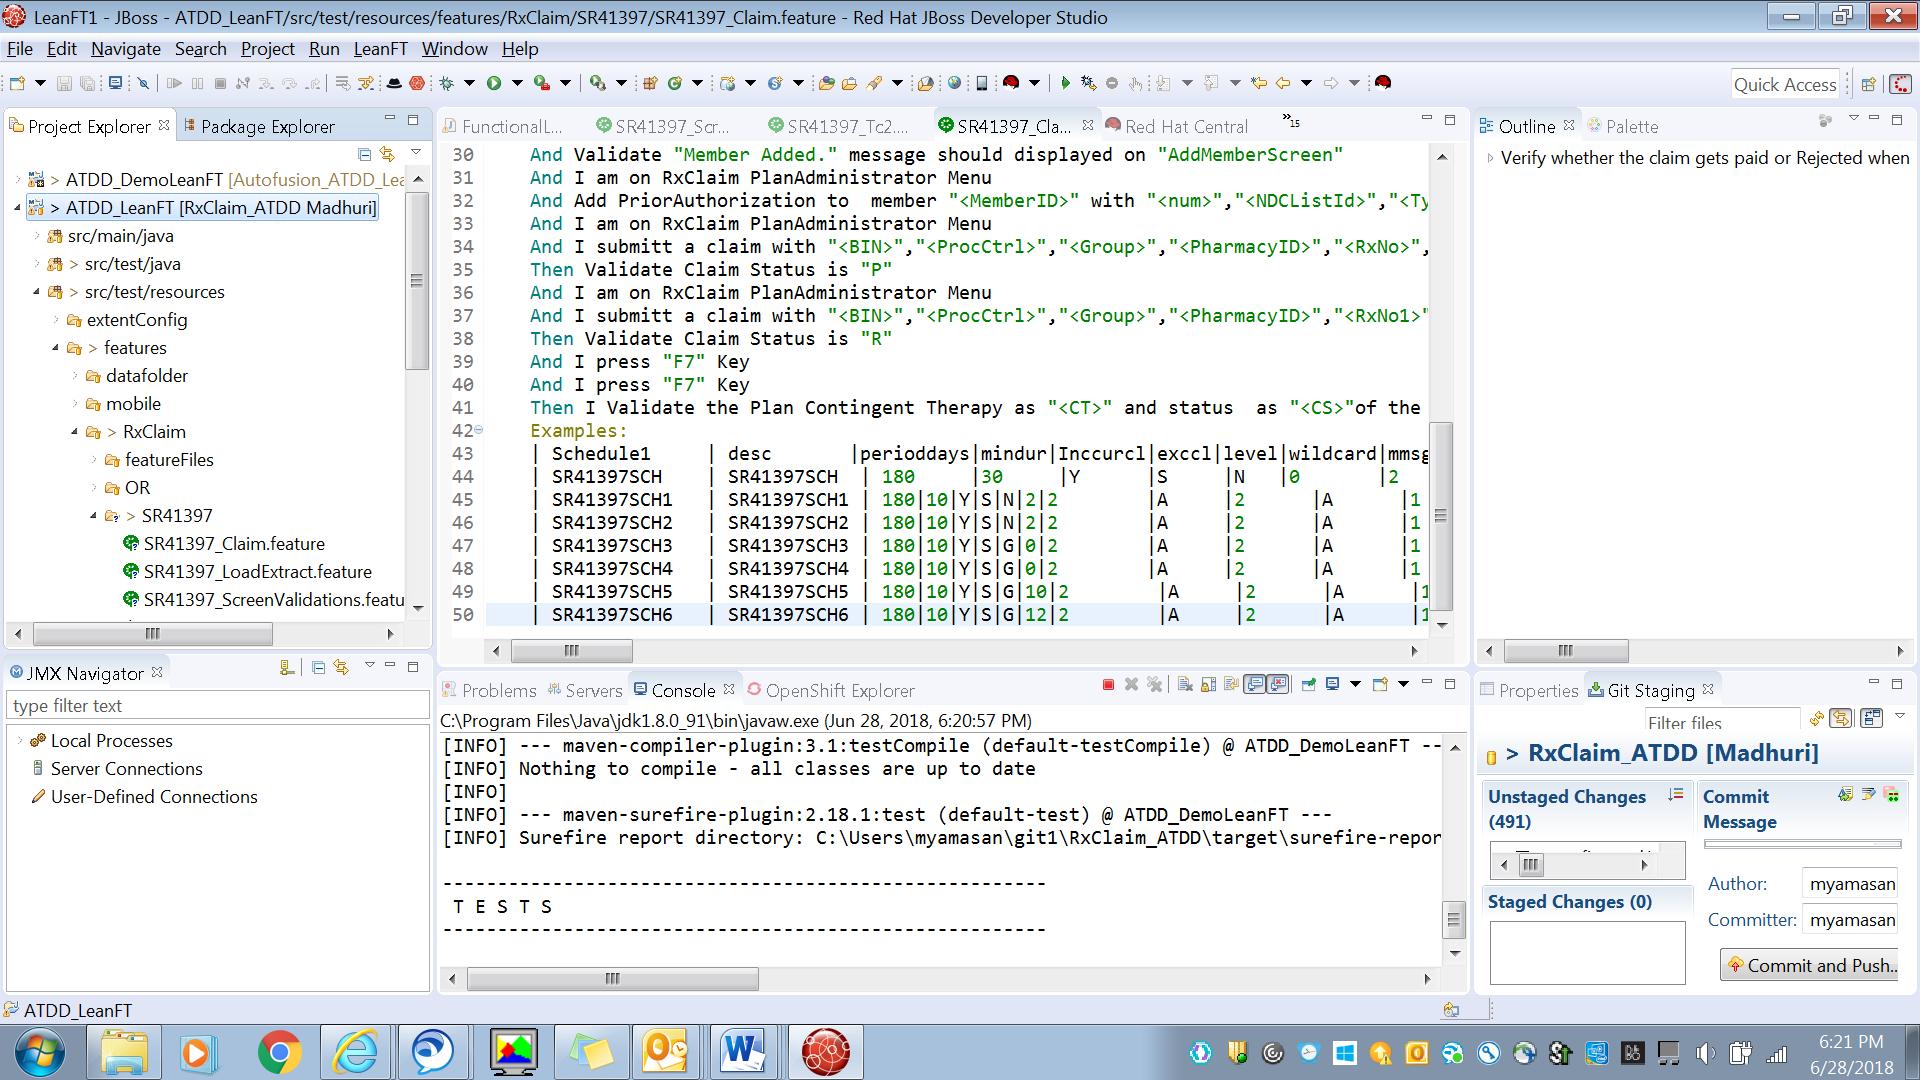 LeanFT1 - JBoss - ATDD_LeanFT/src/test/resources/features/RxClaim/SR41397/SR41397_Claim.feature - Red Hat JBoss Developer Studio
File Edit Navigate Search Project Run LeanFT Window Help
Quick Access
Project Explorer Package Explorer
> ATDD_DemoLeanFT [Autofusion_ATDD_Lea
> ATDD_LeanFT [RxClaim_ATDD Madhuri]
src/main/java
> src/test/java
> src/test/resources
extentConfig
> features
datafolder
mobile
> RxClaim
featureFiles
OR
> SR41397
SR41397_Claim.feature
SR41397_LoadExtract.feature
SR41397_ScreenValidations.featu
JMX Navigator
type filter text
Local Processes
Server Connections
User-Defined Connections
FunctionalL... SR41397_Scr... SR41397_Tc2.... SR41397_Cla... Red Hat Central »15
30 And Validate "Member Added." message should displayed on "AddMemberScreen"
31 And I am on RxClaim PlanAdministrator Menu
32 And Add PriorAuthorization to  member "<MemberID>" with "<num>","<NDCListId>","<Ty
33 And I am on RxClaim PlanAdministrator Menu
34 And I submitt a claim with "<BIN>","<ProcCtrl>","<Group>","<PharmacyID>","<RxNo>",
35 Then Validate Claim Status is "P"
36 And I am on RxClaim PlanAdministrator Menu
37 And I submitt a claim with "<BIN>","<ProcCtrl>","<Group>","<PharmacyID>","<RxNo1>"
38 Then Validate Claim Status is "R"
39 And I press "F7" Key
40 And I press "F7" Key
41 Then I Validate the Plan Contingent Therapy as "<CT>" and status  as "<CS>"of the
42 Examples:
43 | Schedule1 | desc |perioddays|mindur|Inccurcl|exccl|level|wildcard|mmsg
44 | SR41397SCH | SR41397SCH | 180 |30 |Y |S |N |0 |2
45 | SR41397SCH1 | SR41397SCH1 | 180|10|Y|S|N|2|2 |A |2 |A |1
46 | SR41397SCH2 | SR41397SCH2 | 180|10|Y|S|N|2|2 |A |2 |A |1
47 | SR41397SCH3 | SR41397SCH3 | 180|10|Y|S|G|0|2 |A |2 |A |1
48 | SR41397SCH4 | SR41397SCH4 | 180|10|Y|S|G|0|2 |A |2 |A |1
49 | SR41397SCH5 | SR41397SCH5 | 180|10|Y|S|G|10|2 |A |2 |A |1
50 | SR41397SCH6 | SR41397SCH6 | 180|10|Y|S|G|12|2 |A |2 |A |1
Problems Servers Console OpenShift Explorer
C:\Program Files\Java\jdk1.8.0_91\bin\javaw.exe (Jun 28, 2018, 6:20:57 PM)
[INFO] --- maven-compiler-plugin:3.1:testCompile (default-testCompile) @ ATDD_DemoLeanFT --
[INFO] Nothing to compile - all classes are up to date
[INFO]
[INFO] --- maven-surefire-plugin:2.18.1:test (default-test) @ ATDD_DemoLeanFT ---
[INFO] Surefire report directory: C:\Users\myamasan\git1\RxClaim_ATDD\target\surefire-repor
-------------------------------------------------------
T E S T S
-------------------------------------------------------
Outline Palette
Verify whether the claim gets paid or Rejected when
Properties Git Staging
Filter files
> RxClaim_ATDD [Madhuri]
Unstaged Changes (491)
Staged Changes (0)
Commit Message
Author: myamasan
Committer: myamasan
Commit and Push...
ATDD_LeanFT
6:21 PM
6/28/2018